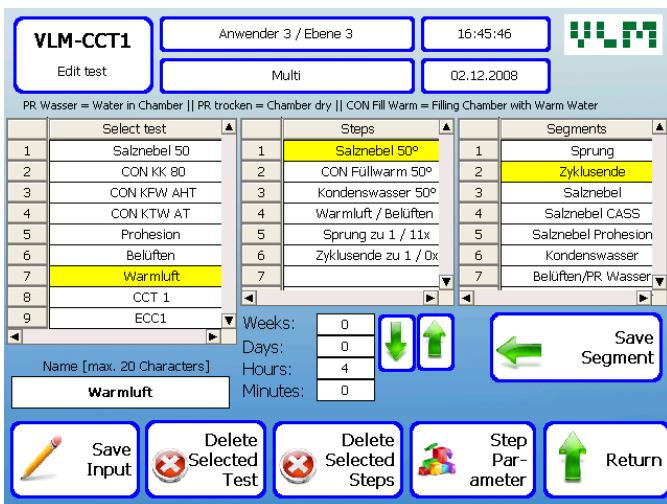 VLM-CCT1
Edit test
Anwender 3 / Ebene 3
16:45:46
VLM
Multi
02.12.2008
PR Wasser = Water in Chamber || PR trocken = Chamber dry || CON Fill Warm = Filling Chamber with Warm Water
Select test
1 Salznebel 50
2 CON KK 80
3 CON KFW AHT
4 CON KTW AT
5 Prohesion
6 Belüften
7 Warmluft
8 CCT 1
9 ECC1
Steps
1 Salznebel 50º
2 CON Füllwarm 50º
3 Kondenswasser 50º
4 Warmluft / Belüften
5 Sprung zu 1 / 11x
6 Zyklusende zu 1 / 0x
7
Segments
1 Sprung
2 Zyklusende
3 Salznebel
4 Salznebel CASS
5 Salznebel Prohesion
6 Kondenswasser
7 Belüften/PR Wasser
Name [max. 20 Characters]
Warmluft
Weeks: 0
Days: 0
Hours: 4
Minutes: 0
Save
Segment
Save
Input
Delete
Selected
Test
Delete
Selected
Steps
Step
Par-
ameter
Return